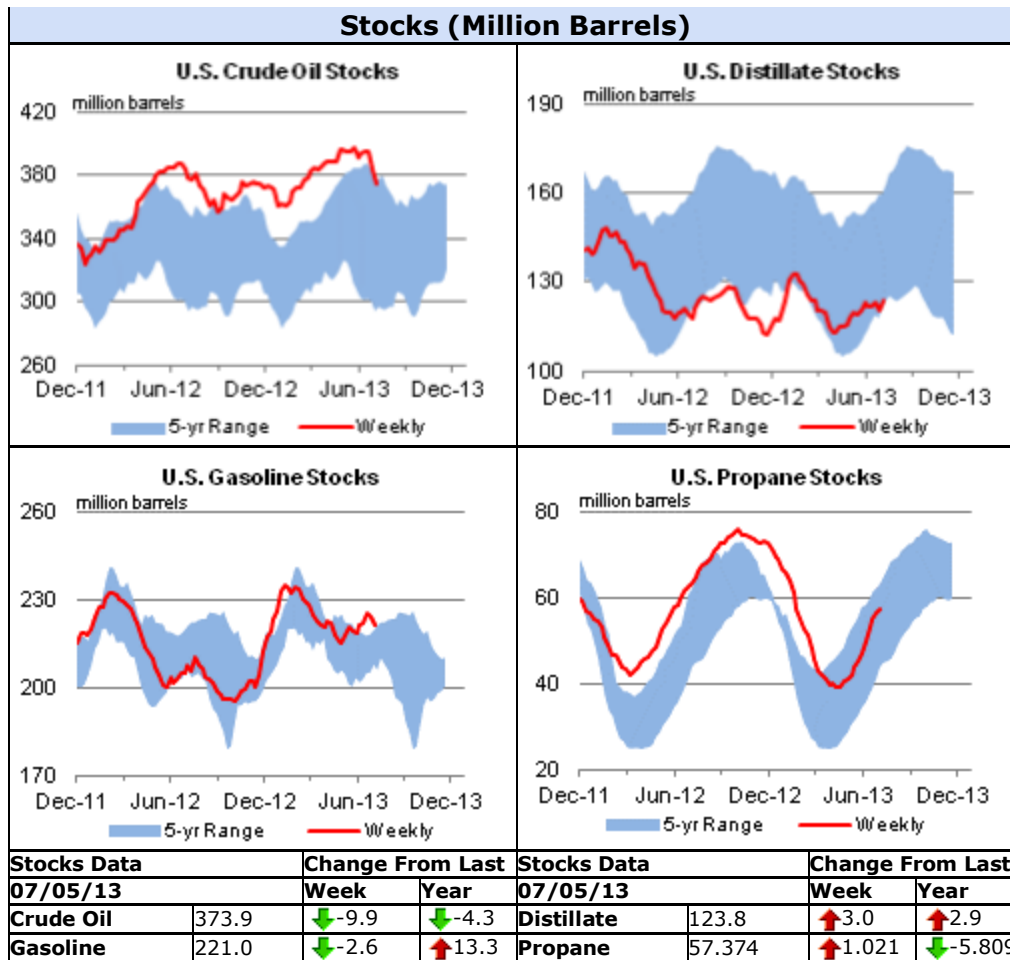 Stocks (Million Barrels)
U.S. Crude Oil Stocks
million barrels
420
380
340
300
260
Dec-11 Jun-12 Dec-12 Jun-13 Dec-13
5-yr Range Weekly
U.S. Distillate Stocks
million barrels
190
160
130
100
Dec-11 Jun-12 Dec-12 Jun-13 Dec-13
5-yr Range Weekly
U.S. Gasoline Stocks
million barrels
260
230
200
170
Dec-11 Jun-12 Dec-12 Jun-13 Dec-13
5-yr Range Weekly
U.S. Propane Stocks
million barrels
80
60
40
20
Dec-11 Jun-12 Dec-12 Jun-13 Dec-13
5-yr Range Weekly
Stocks Data Change From Last Stocks Data Change From Last
07/05/13 Week Year 07/05/13 Week Year
Crude Oil 373.9 -9.9 -4.3 Distillate 123.8 3.0 2.9
Gasoline 221.0 -2.6 13.3 Propane 57.374 1.021 -5.809